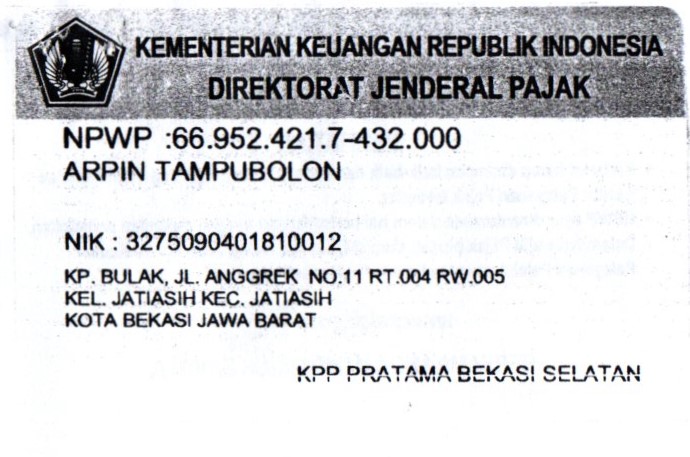 KEMENTERIAN KEUANGAN REPUBLIK INDONESIA
DIREKTORAT JENDERAL PAJAK
NPWP :66.952.421.7-432.000
ARPIN TAMPUBOLON
NIK : 3275090401810012
KP. BULAK, JL. ANGGREK NO.11 RT.004 RW.005
KEL. JATIASIH KEC. JATIASIH
KOTA BEKASI JAWA BARAT
KPP PRATAMA BEKASI SELATAN